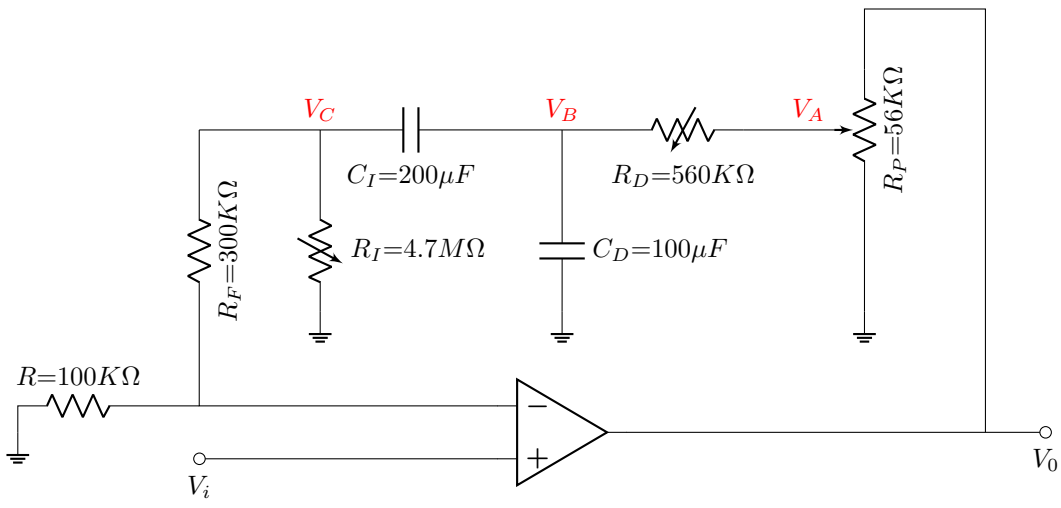 V_C
V_B
V_A
R_P=56KΩ
C_I=200μF
R_D=560KΩ
R_F=300KΩ
R_I=4.7MΩ
C_D=100μF
R=100KΩ
−
+
V_i
V_0